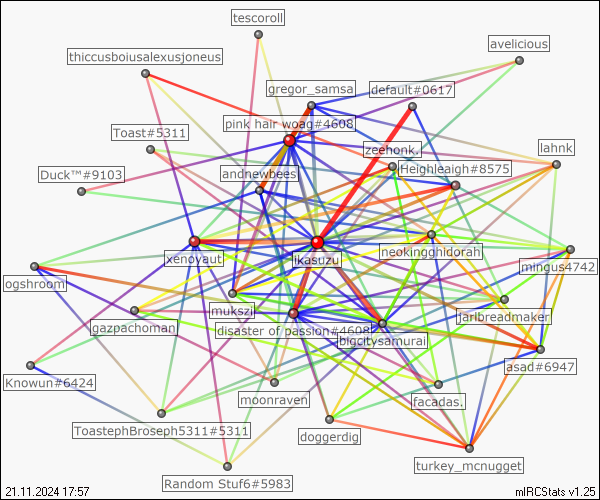 tescoroll
avelicious
thiccusboiusalexusjoneus
gregor_samsa
default#0617
pink hair woag#4608
Toast#5311
zeehonk.
lahnk
Heighleaigh#8575
Duck™#9103
andnewbees
xenoyaut
ikasuzu
neokingghidorah
mingus4742
ogshroom
mukszi
gazpachoman
jarlbreadmaker
disaster of passion#4608
bigcitysamurai
asad#6947
Knowun#6424
moonraven
facadas.
ToastephBroseph5311#5311
doggerdig
turkey_mcnugget
Random Stuf6#5983
21.11.2024 17:57
mIRCStats v1.25